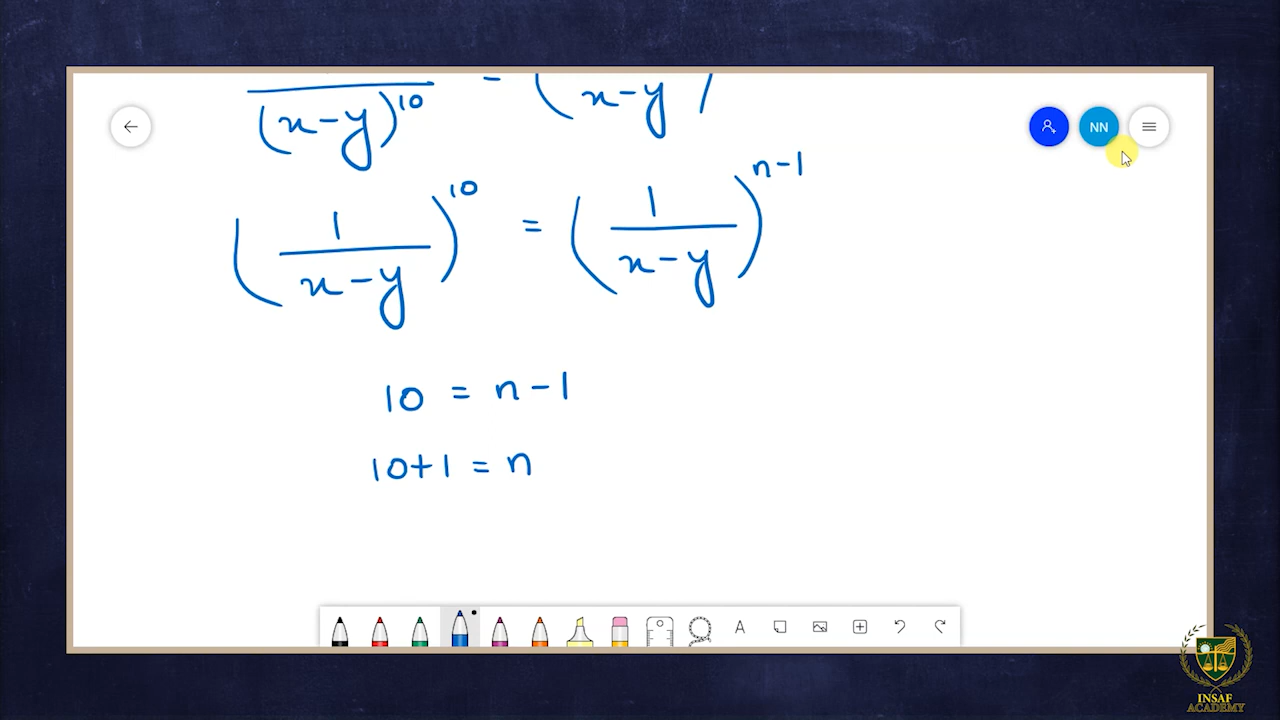 (x-y)^10 = (x-y)
NN
(1/(x-y))^10 = (1/(x-y))^(n-1)
10 = n-1
10+1 = n
A
INSAF
ACADEMY